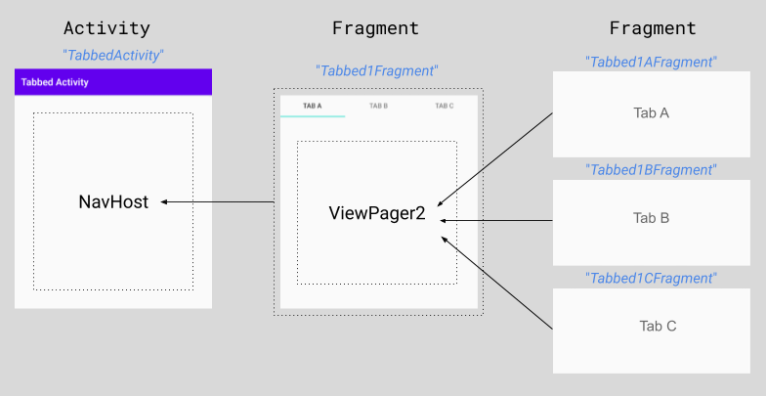 Activity
"TabbedActivity"
Tabbed Activity
NavHost
Fragment
"Tabbed1Fragment"
TAB A
TAB B
TAB C
ViewPager2
Fragment
"Tabbed1AFragment"
Tab A
"Tabbed1BFragment"
Tab B
"Tabbed1CFragment"
Tab C